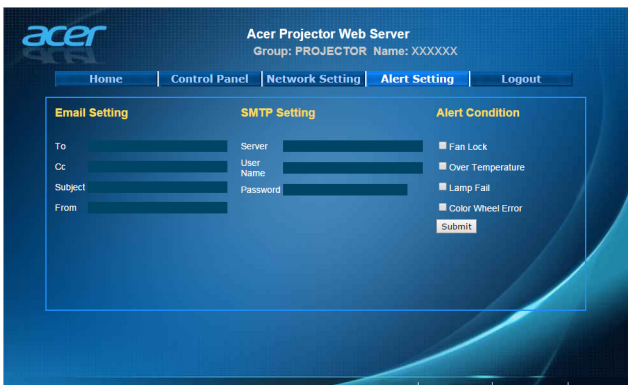 acer
Acer Projector Web Server
Group: PROJECTOR Name: XXXXXX
Home Control Panel Network Setting Alert Setting Logout
Email Setting
To
Cc
Subject
From
SMTP Setting
Server
User
Name
Password
Alert Condition
Fan Lock
Over Temperature
Lamp Fail
Color Wheel Error
Submit